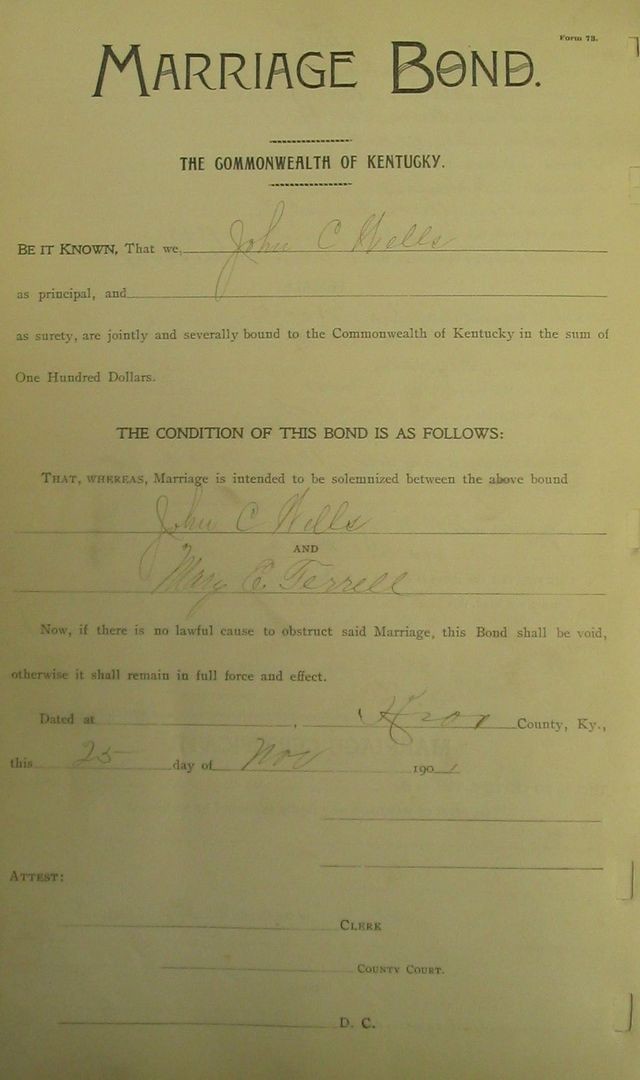 Form 73.
MARRIAGE BOND.
THE COMMONWEALTH OF KENTUCKY.
BE IT KNOWN, That we, John C Wells
as principal, and
as surety, are jointly and severally bound to the Commonwealth of Kentucky in the sum of
One Hundred Dollars.
THE CONDITION OF THIS BOND IS AS FOLLOWS:
THAT, WHEREAS, Marriage is intended to be solemnized between the above bound
John C Wells
AND
Mary E. Terrell
Now, if there is no lawful cause to obstruct said Marriage, this Bond shall be void,
otherwise it shall remain in full force and effect.
Dated at , Knox County, Ky.,
this 25 day of Nov 1901
ATTEST:
CLERK
COUNTY COURT.
D. C.